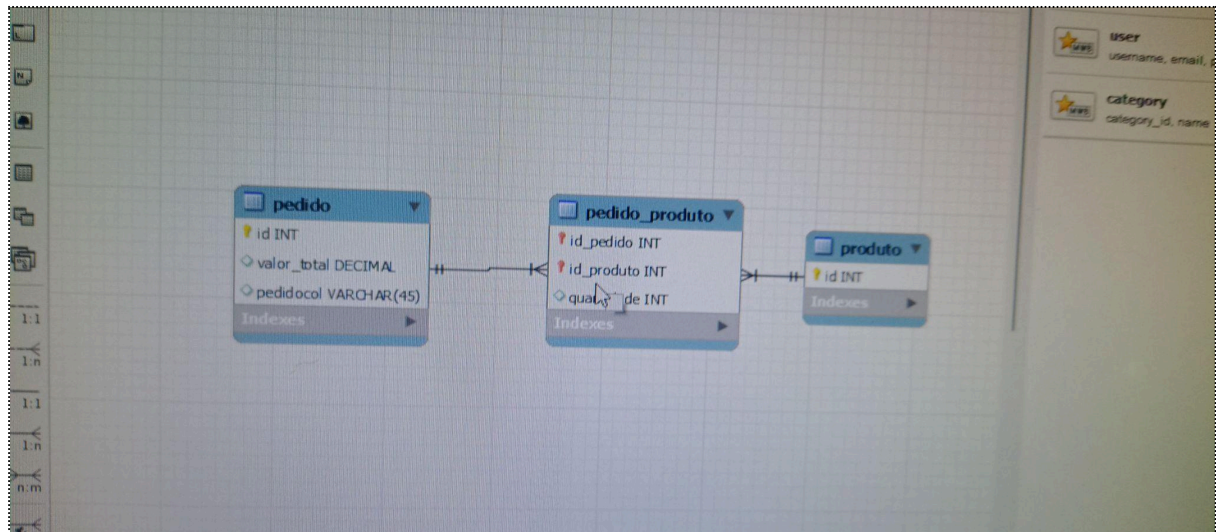 user
username, email,
category
category_id, name
pedido
id INT
valor_total DECIMAL
pedidocol VARCHAR(45)
Indexes
pedido_produto
id_pedido INT
id_produto INT
INT
Indexes
produto
id INT
Indexes
1:1
1:n
1:1
1:n
n:m